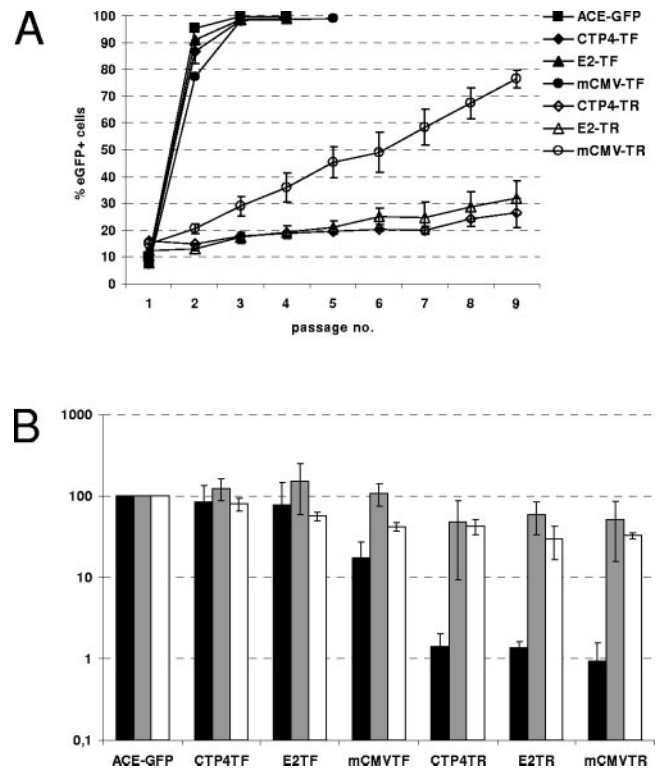 A
100
90
80
70
60
50
40
30
20
10
0
% eGFP+ cells
1 2 3 4 5 6 7 8 9
passage no.
ACE-GFP
CTP4-TF
E2-TF
mCMV-TF
CTP4-TR
E2-TR
mCMV-TR
B
1000
100
10
1
0,1
ACE-GFP CTP4TF E2TF mCMVTF CTP4TR E2TR mCMVTR